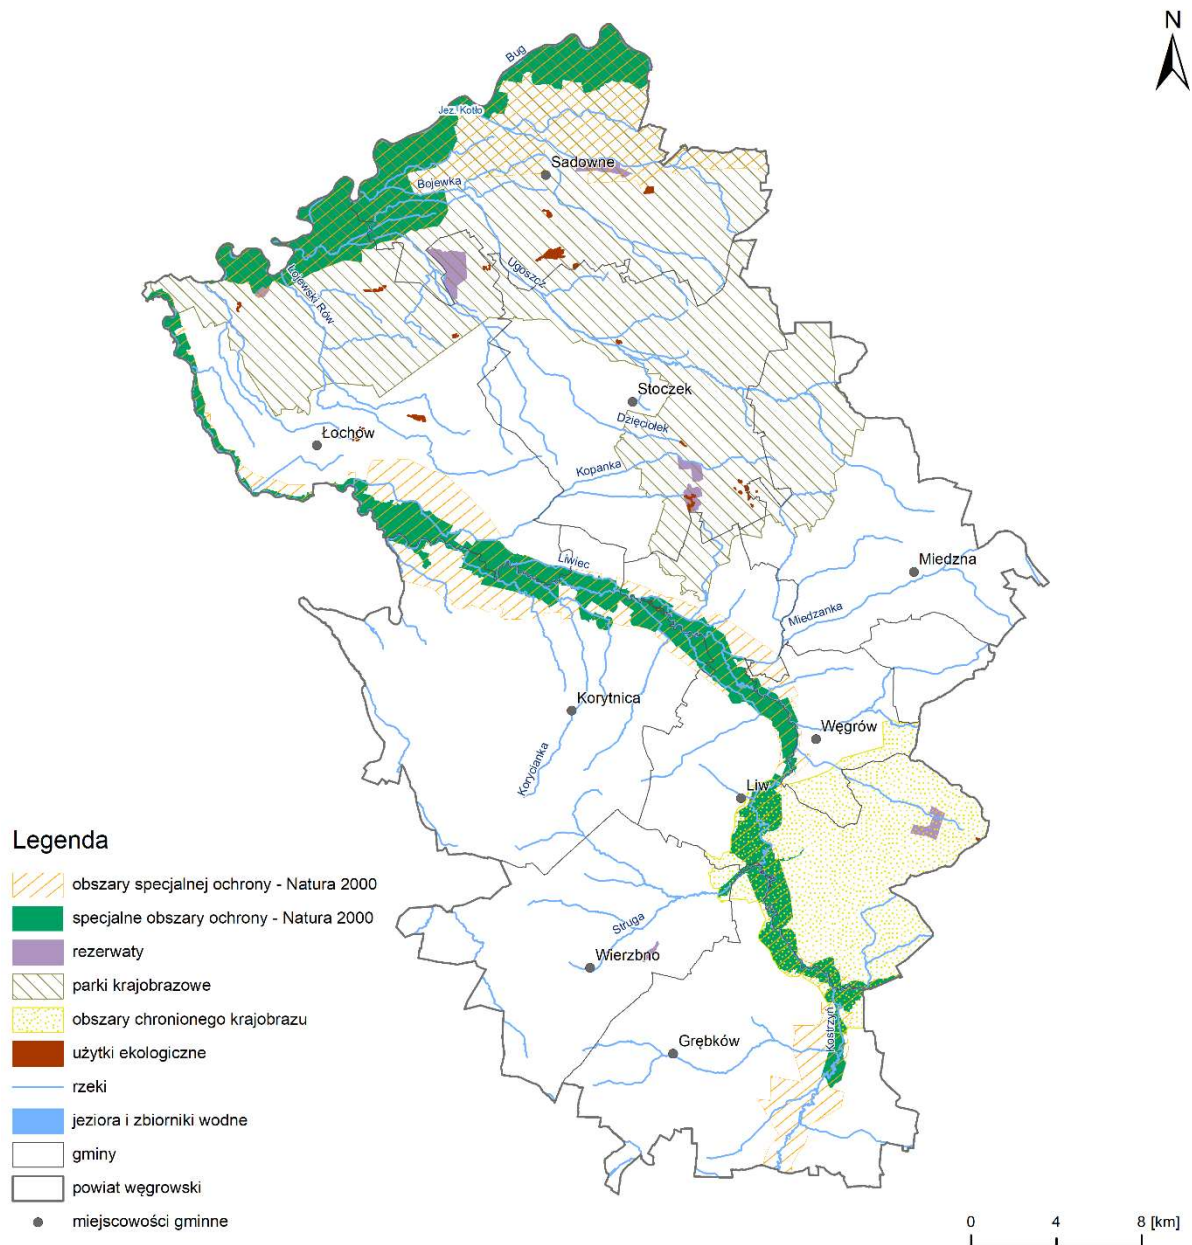 N
Bug
Jez. Kotło
Sadowne
Bojewka
Ugoszcz
Łojewski Rów
Stoczek
Dzięciołek
Łochów
Kopanka
Liwiec
Miedzna
Miedzanka
Korytnica
Węgrów
Korycianka
Liw
Struga
Wierzbno
Kostrzyń
Grębków
Legenda
obszary specjalnej ochrony - Natura 2000
specjalne obszary ochrony - Natura 2000
rezerwaty
parki krajobrazowe
obszary chronionego krajobrazu
użytki ekologiczne
rzeki
jeziora i zbiorniki wodne
gminy
powiat węgrowski
miejscowości gminne
0 4 8 [km]